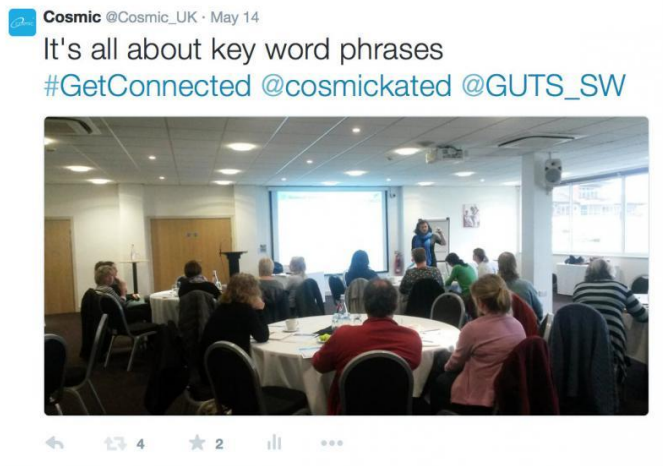 Cosmic @Cosmic_UK · May 14
It's all about key word phrases
#GetConnected @cosmickated @GUTS_SW
4 2